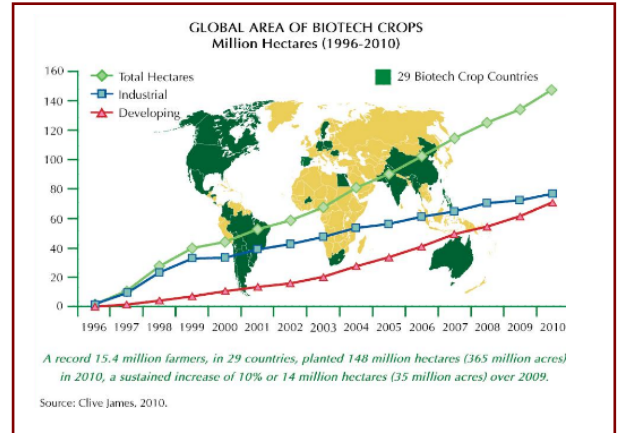 GLOBAL AREA OF BIOTECH CROPS
Million Hectares (1996-2010)
160
140
120
100
80
60
40
20
0
Total Hectares
Industrial
Developing
29 Biotech Crop Countries
1996 1997 1998 1999 2000 2001 2002 2003 2004 2005 2006 2007 2008 2009 2010
A record 15.4 million farmers, in 29 countries, planted 148 million hectares (365 million acres)
in 2010, a sustained increase of 10% or 14 million hectares (35 million acres) over 2009.
Source: Clive James, 2010.